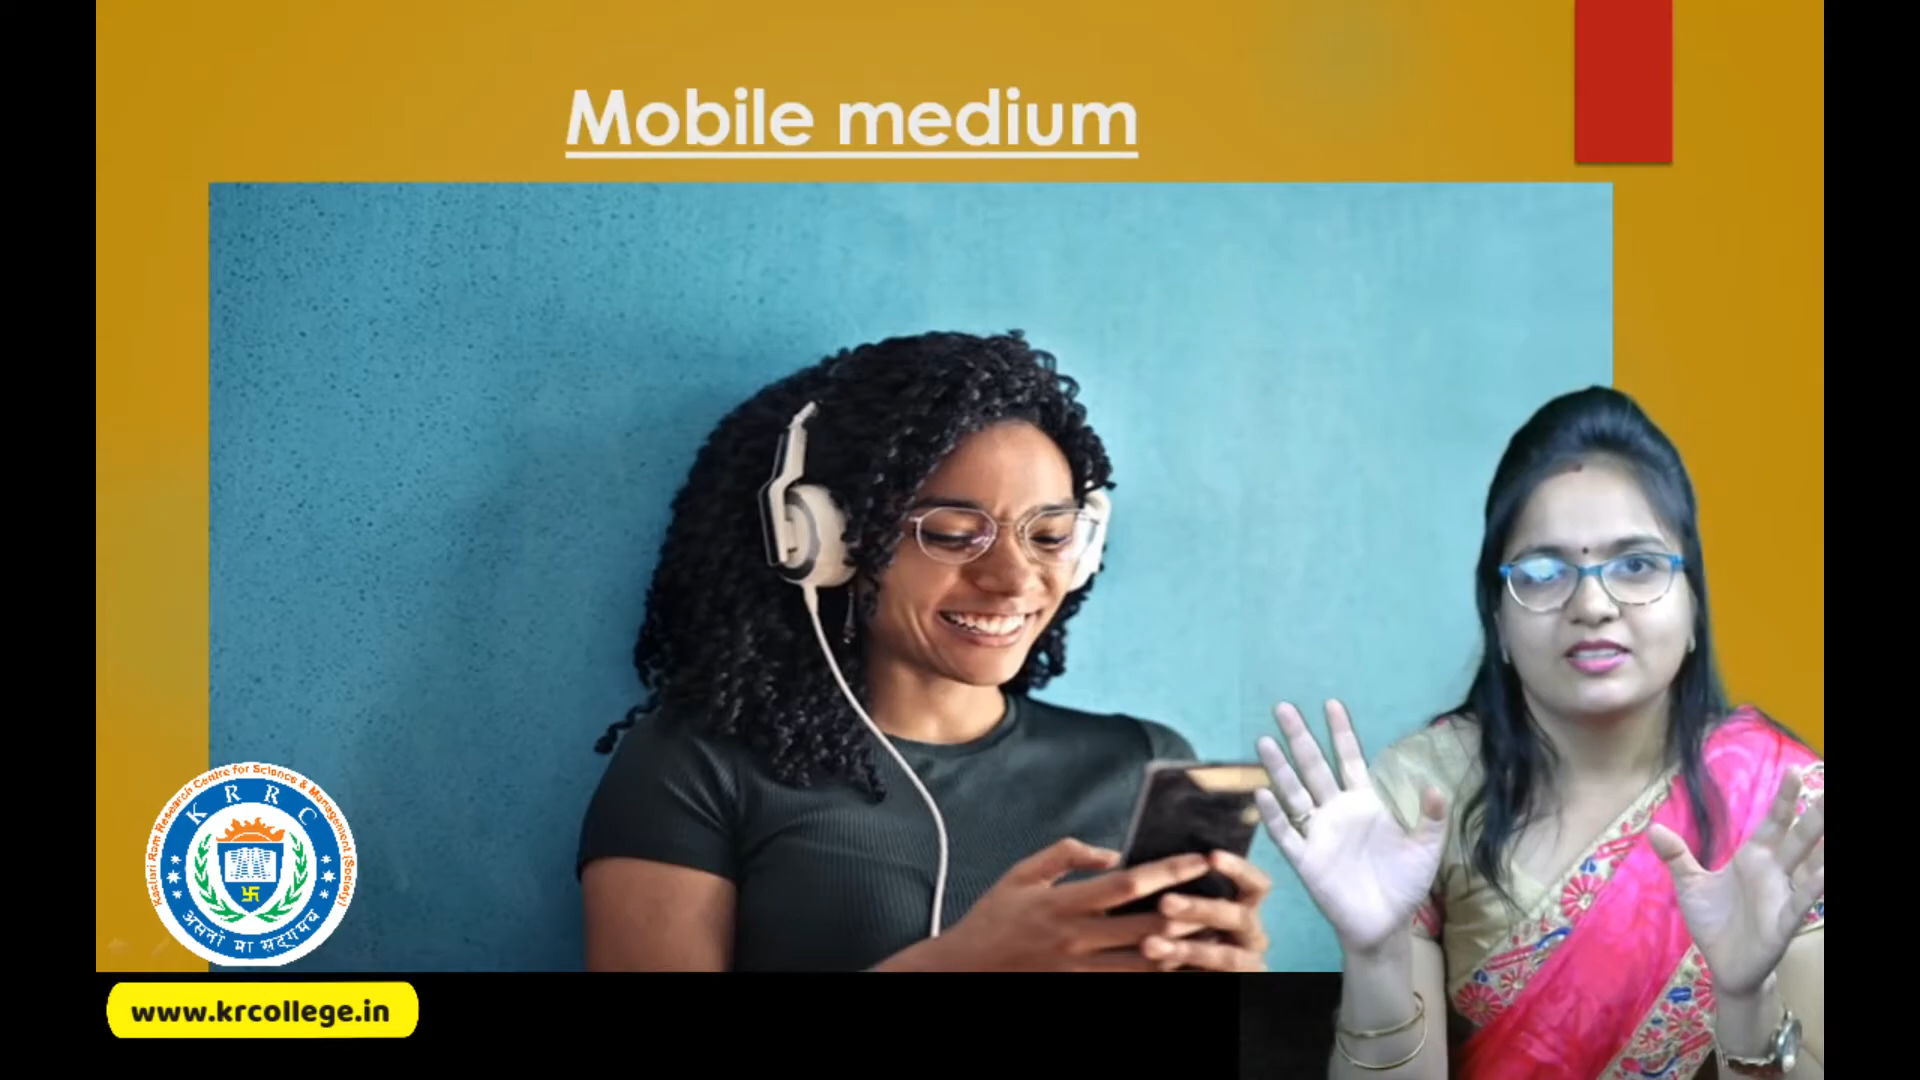 Mobile medium
Kasturi Ram Research Centre for Science & Management (Society)
K R R C
असतो मा सद्गमय
www.krcollege.in